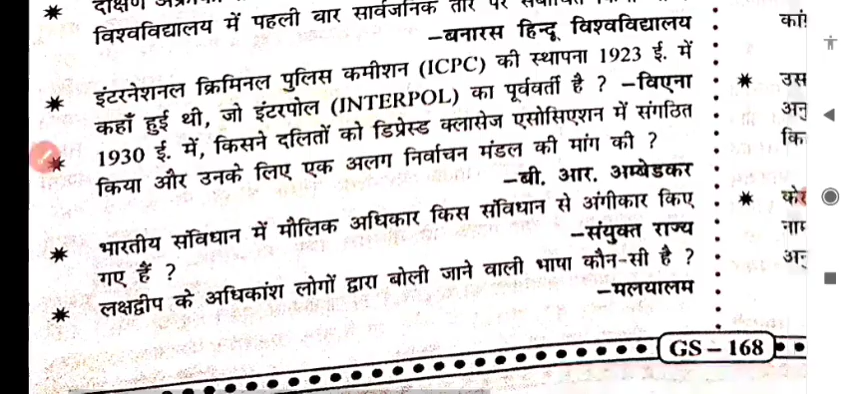 दक्षिण
विश्वविद्यालय में पहली बार सार्वजनिक तौर पर
–बनारस हिन्दू विश्वविद्यालय
* इंटरनेशनल क्रिमिनल पुलिस कमीशन (ICPC) की स्थापना 1923 ई. में
कहाँ हुई थी, जो इंटरपोल (INTERPOL) का पूर्ववर्ती है ? –विएना
* 1930 ई. में, किसने दलितों को डिप्रेस्ड क्लासेज एसोसिएशन में संगठित
किया और उनके लिए एक अलग निर्वाचन मंडल की मांग की ?
–बी. आर. अम्बेडकर
* भारतीय संविधान में मौलिक अधिकार किस संविधान से अंगीकार किए
गए हैं ?
–संयुक्त राज्य
* लक्षद्वीप के अधिकांश लोगों द्वारा बोली जाने वाली भाषा कौन-सी है ?
–मलयालम
GS – 168
* उस